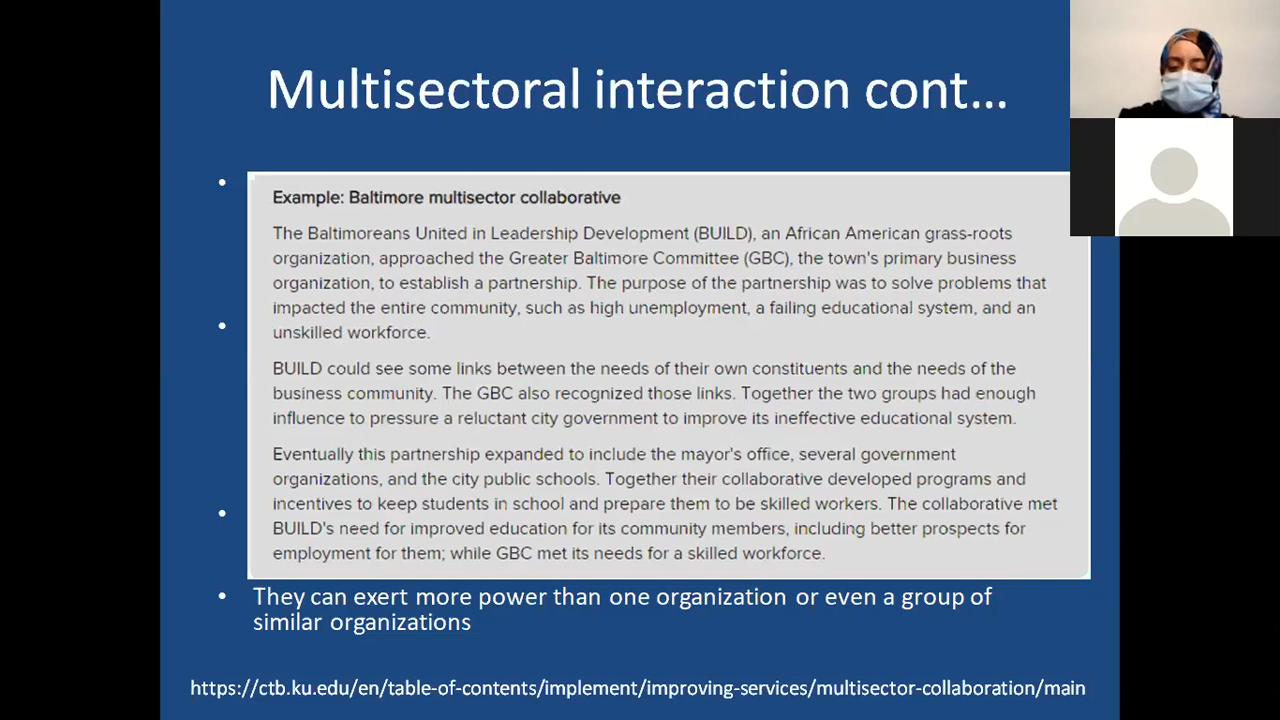 Multisectoral interaction cont...
Example: Baltimore multisector collaborative
The Baltimoreans United in Leadership Development (BUILD), an African American grass-roots
organization, approached the Greater Baltimore Committee (GBC), the town's primary business
organization, to establish a partnership. The purpose of the partnership was to solve problems that
impacted the entire community, such as high unemployment, a failing educational system, and an
unskilled workforce.
BUILD could see some links between the needs of their own constituents and the needs of the
business community. The GBC also recognized those links. Together the two groups had enough
influence to pressure a reluctant city government to improve its ineffective educational system.
Eventually this partnership expanded to include the mayor's office, several government
organizations, and the city public schools. Together their collaborative developed programs and
incentives to keep students in school and prepare them to be skilled workers. The collaborative met
BUILD's need for improved education for its community members, including better prospects for
employment for them; while GBC met its needs for a skilled workforce.
• They can exert more power than one organization or even a group of
similar organizations
https://ctb.ku.edu/en/table-of-contents/implement/improving-services/multisector-collaboration/main